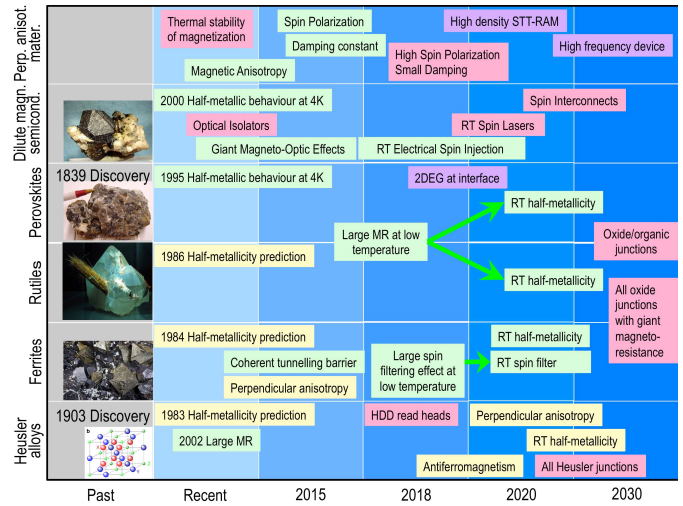 Perp. anisot.
mater.
Thermal stability
of magnetization
Spin Polarization
High density STT-RAM
Damping constant
High frequency device
High Spin Polarization
Small Damping
Magnetic Anisotropy
Dilute magn.
semicond.
2000 Half-metallic behaviour at 4K
Spin Interconnects
Optical Isolators
RT Spin Lasers
Giant Magneto-Optic Effects
RT Electrical Spin Injection
Perovskites
1839 Discovery
1995 Half-metallic behaviour at 4K
2DEG at interface
RT half-metallicity
Large MR at low
temperature
Oxide/organic
junctions
Rutiles
1986 Half-metallicity prediction
RT half-metallicity
All oxide
junctions
with giant
magneto-
resistance
Ferrites
1984 Half-metallicity prediction
RT half-metallicity
Coherent tunnelling barrier
Large spin
filtering effect at
low temperature
RT spin filter
Perpendicular anisotropy
Heusler
alloys
1903 Discovery
b
1983 Half-metallicity prediction
HDD read heads
Perpendicular anisotropy
2002 Large MR
RT half-metallicity
Antiferromagnetism
All Heusler junctions
Past
Recent
2015
2018
2020
2030